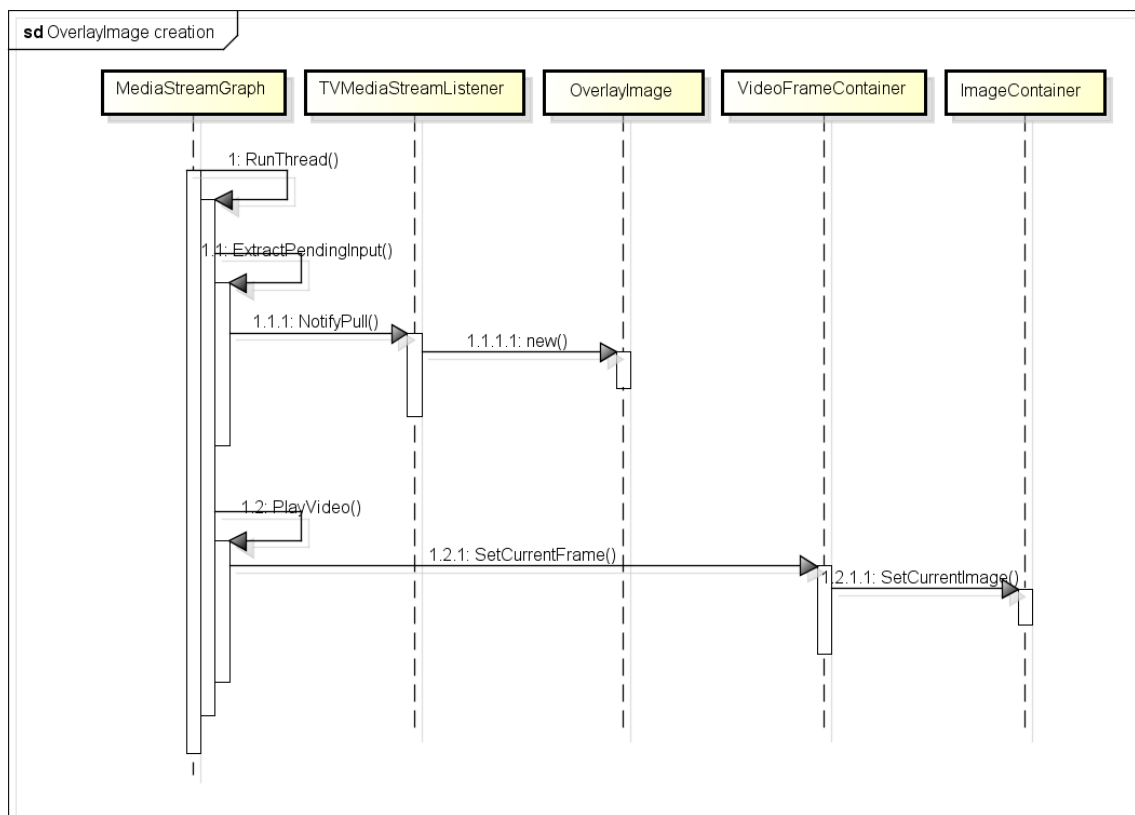 sd OverlayImage creation
MediaStreamGraph
TVMediaStreamListener
OverlayImage
VideoFrameContainer
ImageContainer
1: RunThread()
1.1: ExtractPendingInput()
1.1.1: NotifyPull()
1.1.1.1: new()
1.2: PlayVideo()
1.2.1: SetCurrentFrame()
1.2.1.1: SetCurrentImage()